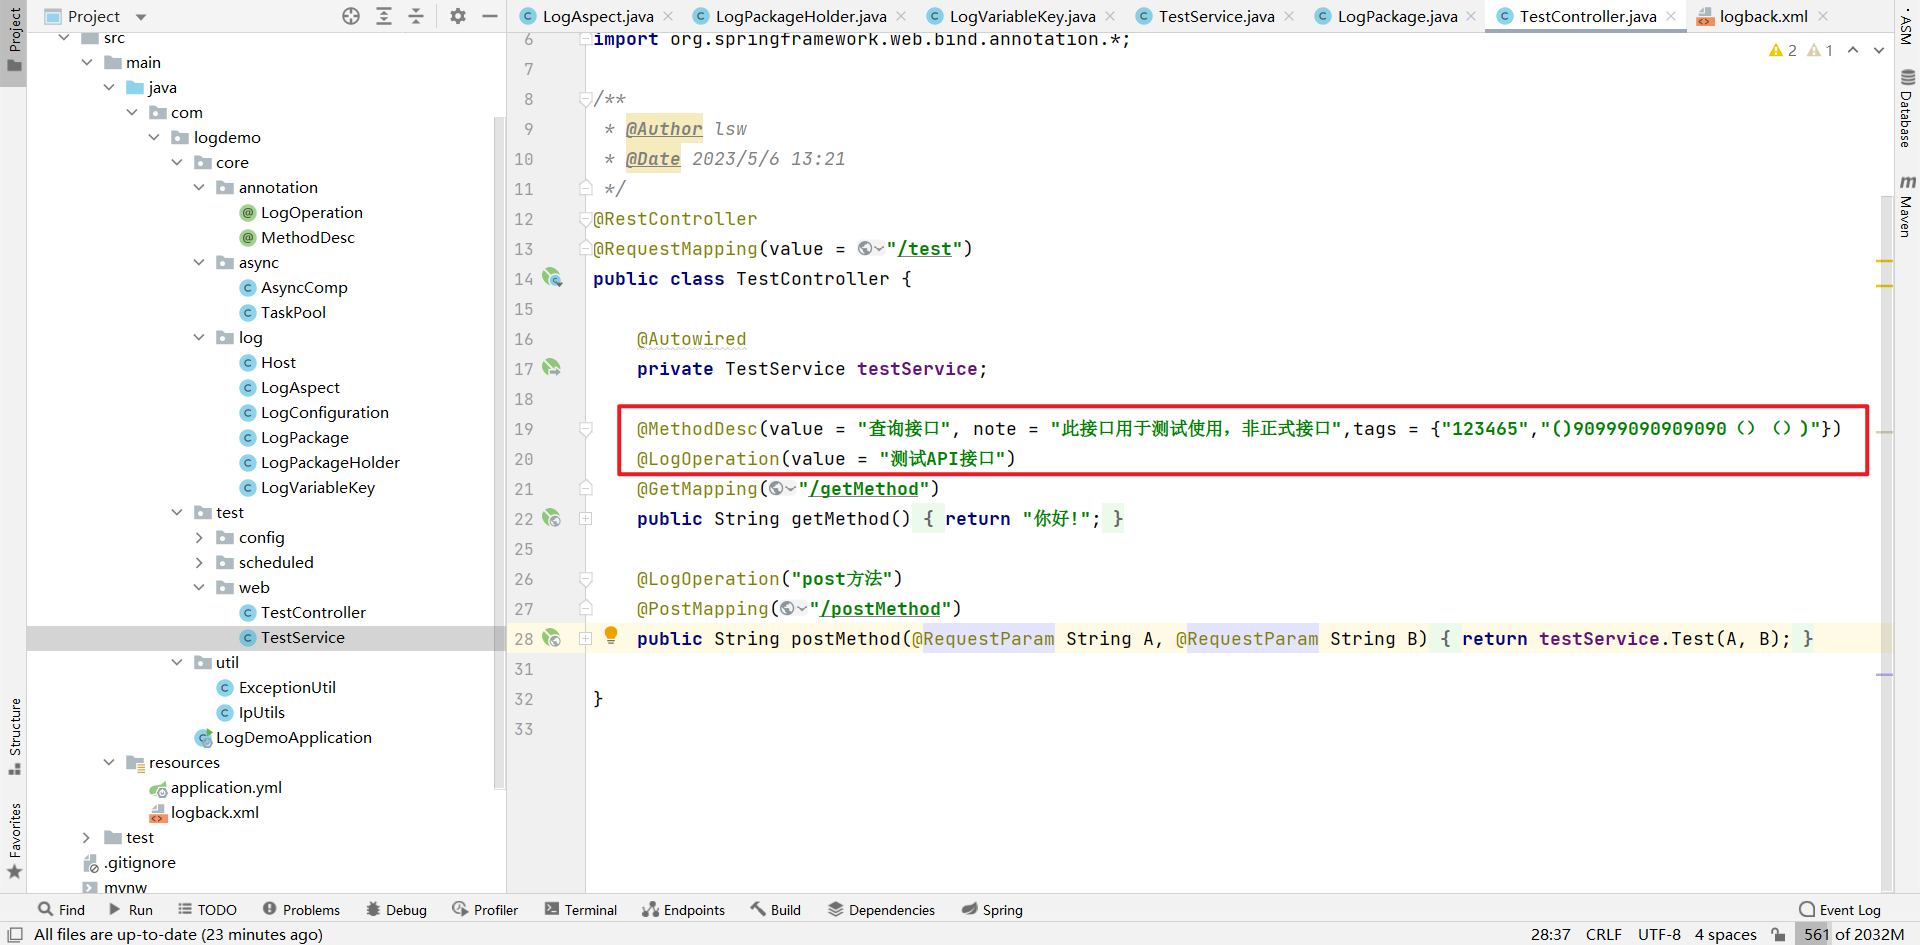 Project
LogAspect.java
LogPackageHolder.java
LogVariableKey.java
TestService.java
LogPackage.java
TestController.java
logback.xml
Project
Structure
Favorites
src
main
java
com
logdemo
core
annotation
LogOperation
MethodDesc
async
AsyncComp
TaskPool
log
Host
LogAspect
LogConfiguration
LogPackage
LogPackageHolder
LogVariableKey
test
config
scheduled
web
TestController
TestService
util
ExceptionUtil
IpUtils
LogDemoApplication
resources
application.yml
logback.xml
test
.gitignore
mvnw
2 1
6 import org.springframework.web.bind.annotation.*;
7
8 /**
9 * @Author lsw
10 * @Date 2023/5/6 13:21
11 */
12 @RestController
13 @RequestMapping(value = "/test")
14 public class TestController {
15
16 @Autowired
17 private TestService testService;
18
19 @MethodDesc(value = "查询接口", note = "此接口用于测试使用，非正式接口",tags = {"123465","()90999090909090（）（）)"})
20 @LogOperation(value = "测试API接口")
21 @GetMapping("/getMethod")
22 public String getMethod() { return "你好!"; }
25
26 @LogOperation("post方法")
27 @PostMapping("/postMethod")
28 public String postMethod(@RequestParam String A, @RequestParam String B) { return testService.Test(A, B); }
31
32 }
33
ASM
Database
m Maven
Find Run TODO Problems Debug Profiler Terminal Endpoints Build Dependencies Spring Event Log
All files are up-to-date (23 minutes ago) 28:37 CRLF UTF-8 4 spaces 561 of 2032M